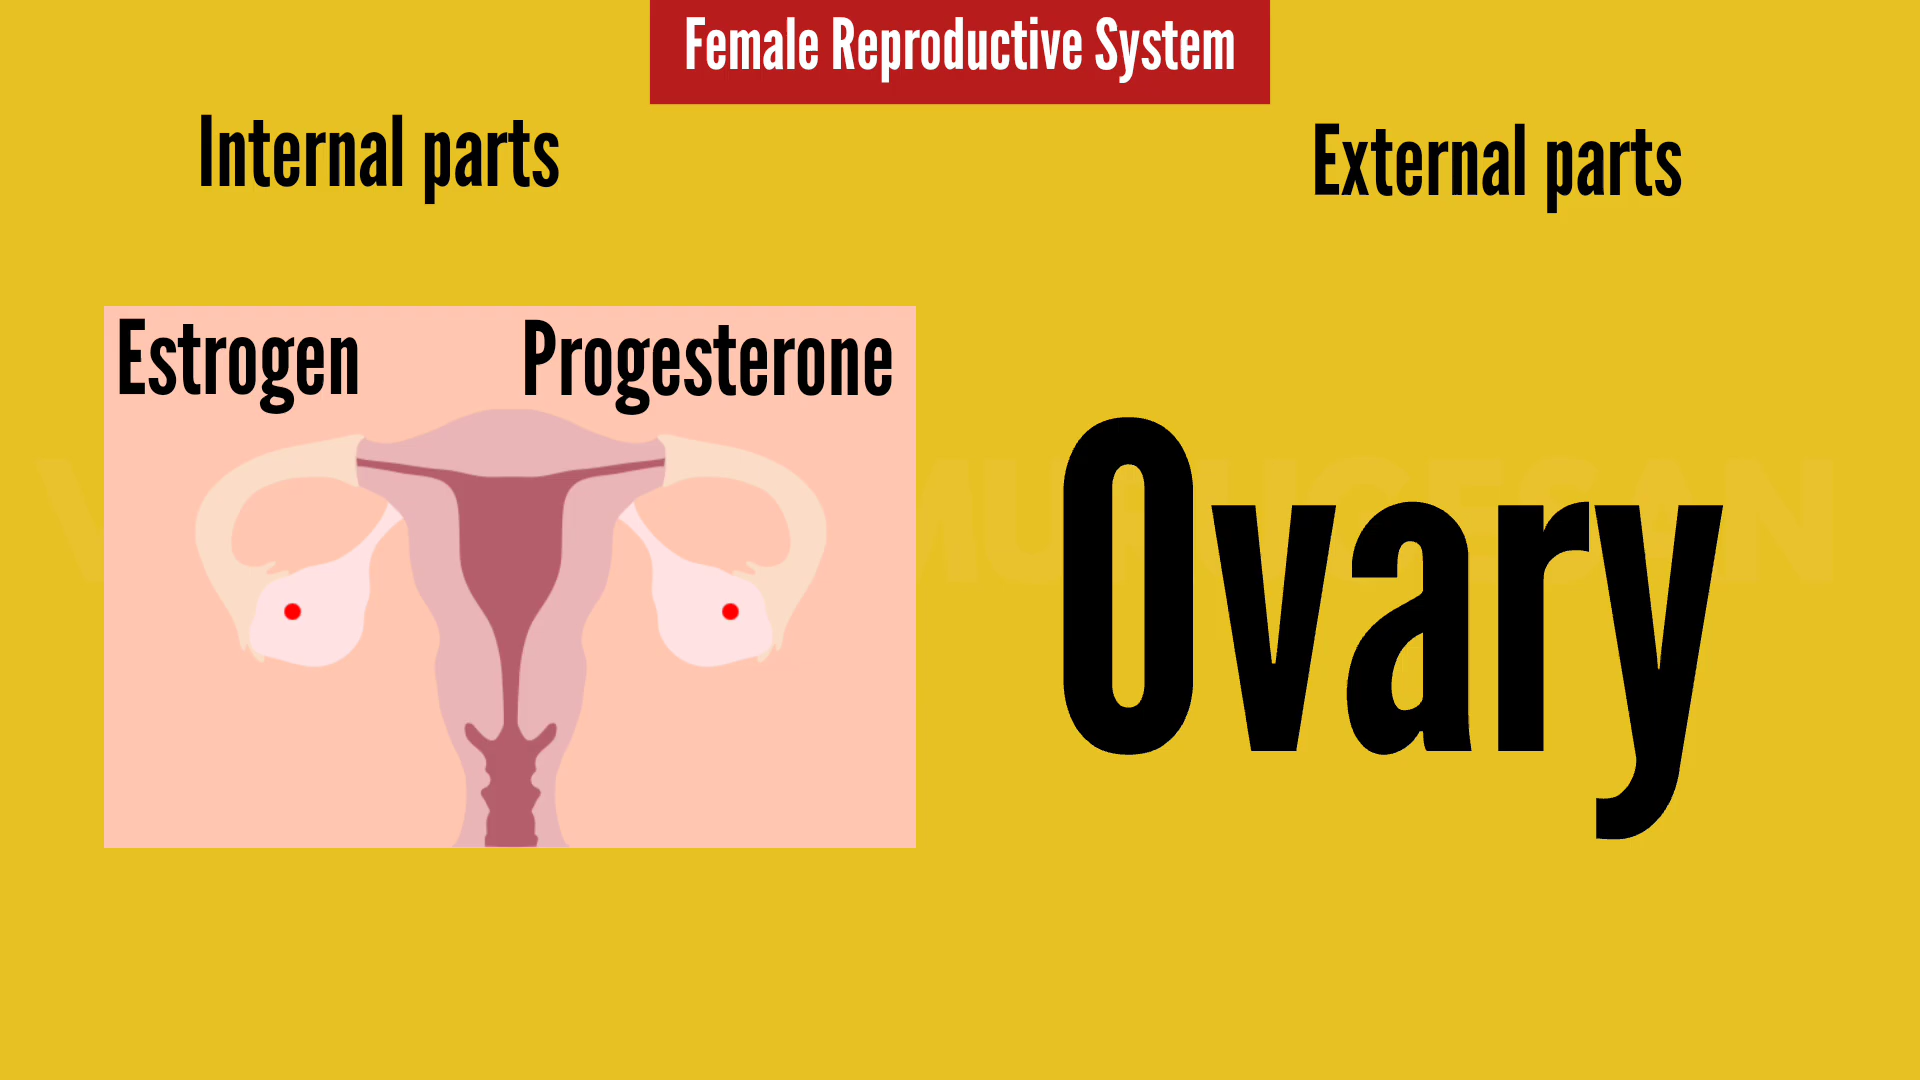 Female Reproductive System
Internal parts
External parts
Estrogen
Progesterone
Ovary